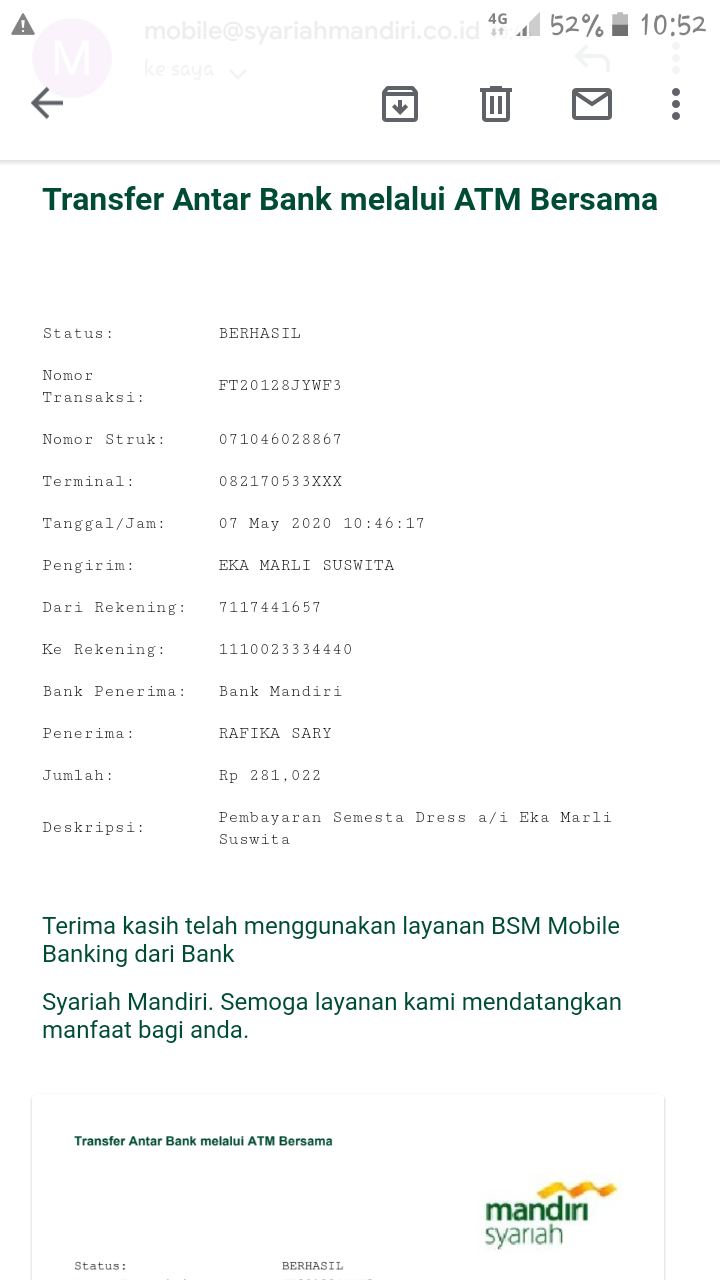 mobile@syariahmandiri.co.id 4G 52% 10:52
M
ke saya
Transfer Antar Bank melalui ATM Bersama
Status: BERHASIL
Nomor
Transaksi: FT20128JYWF3
Nomor Struk: 071046028867
Terminal: 082170533XXX
Tanggal/Jam: 07 May 2020 10:46:17
Pengirim: EKA MARLI SUSWITA
Dari Rekening: 7117441657
Ke Rekening: 1110023334440
Bank Penerima: Bank Mandiri
Penerima: RAFIKA SARY
Jumlah: Rp 281,022
Deskripsi: Pembayaran Semesta Dress a/i Eka Marli
Suswita
Terima kasih telah menggunakan layanan BSM Mobile
Banking dari Bank
Syariah Mandiri. Semoga layanan kami mendatangkan
manfaat bagi anda.
Transfer Antar Bank melalui ATM Bersama
mandiri
syariah
Status: BERHASIL